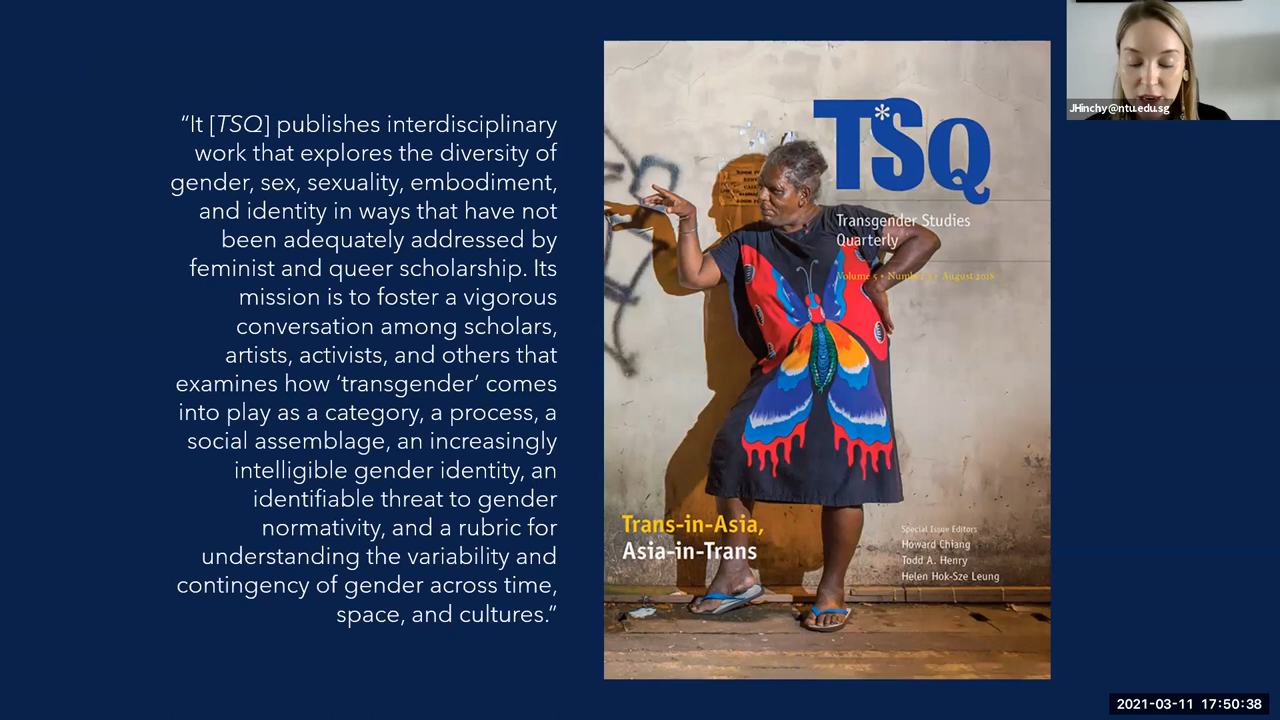 “It [TSQ] publishes interdisciplinary
work that explores the diversity of
gender, sex, sexuality, embodiment,
and identity in ways that have not
been adequately addressed by
feminist and queer scholarship. Its
mission is to foster a vigorous
conversation among scholars,
artists, activists, and others that
examines how ‘transgender’ comes
into play as a category, a process, a
social assemblage, an increasingly
intelligible gender identity, an
identifiable threat to gender
normativity, and a rubric for
understanding the variability and
contingency of gender across time,
space, and cultures.”
TSQ
*
Transgender Studies
Quarterly
Volume 5 • Number • August 2018
Trans-in-Asia,
Asia-in-Trans
Special Issue Editors
Howard Chiang
Todd A. Henry
Helen Hok-Sze Leung
JHinchy@ntu.edu.sg
2021-03-11 17:50:38